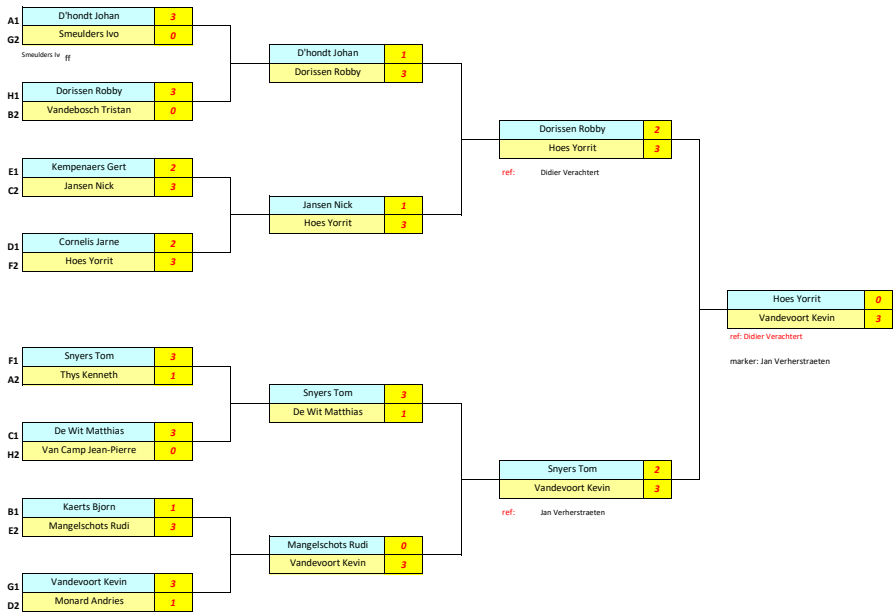 A1 D'hondt Johan 3
G2 Smeulders Ivo 0
Smeulders Iv ff
H1 Dorissen Robby 3
B2 Vandebosch Tristan 0
E1 Kempenaers Gert 2
C2 Jansen Nick 3
D1 Cornelis Jarne 2
F2 Hoes Yorrit 3
F1 Snyers Tom 3
A2 Thys Kenneth 1
C1 De Wit Matthias 3
H2 Van Camp Jean-Pierre 0
B1 Kaerts Bjorn 1
E2 Mangelschots Rudi 3
G1 Vandevoort Kevin 3
D2 Monard Andries 1
D'hondt Johan 1
Dorissen Robby 3
Jansen Nick 1
Hoes Yorrit 3
Snyers Tom 3
De Wit Matthias 1
Mangelschots Rudi 0
Vandevoort Kevin 3
Dorissen Robby 2
Hoes Yorrit 3
ref: Didier Verachtert
Snyers Tom 2
Vandevoort Kevin 3
ref: Jan Verherstraeten
Hoes Yorrit 0
Vandevoort Kevin 3
ref: Didier Verachtert
marker: Jan Verherstraeten